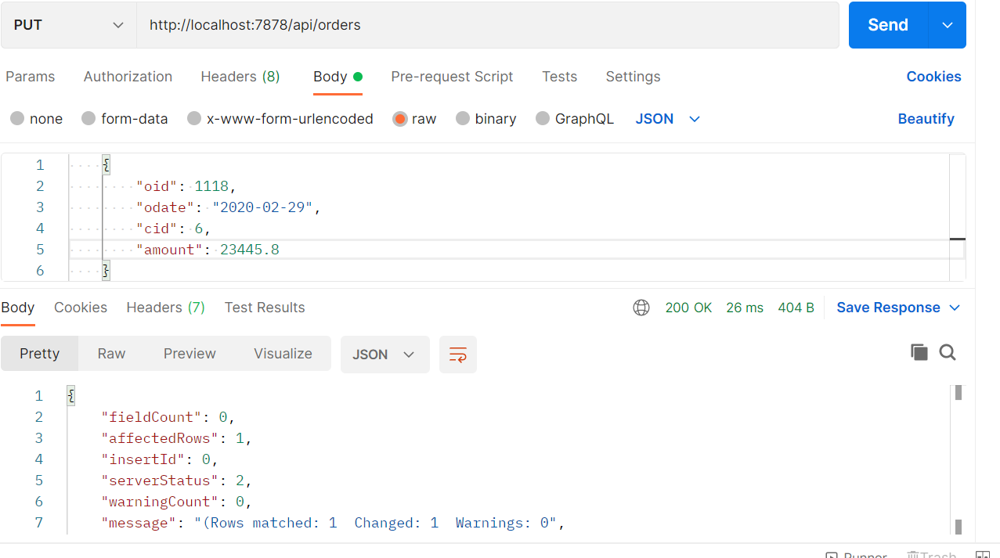 PUT http://localhost:7878/api/orders Send
Params Authorization Headers (8) Body Pre-request Script Tests Settings Cookies
none form-data x-www-form-urlencoded raw binary GraphQL JSON Beautify
1 {
2 "oid": 1118,
3 "odate": "2020-02-29",
4 "cid": 6,
5 "amount": 23445.8
6 }
Body Cookies Headers (7) Test Results 200 OK 26 ms 404 B Save Response
Pretty Raw Preview Visualize JSON
1 {
2 "fieldCount": 0,
3 "affectedRows": 1,
4 "insertId": 0,
5 "serverStatus": 2,
6 "warningCount": 0,
7 "message": "(Rows matched: 1  Changed: 1  Warnings: 0",
Runner Trash